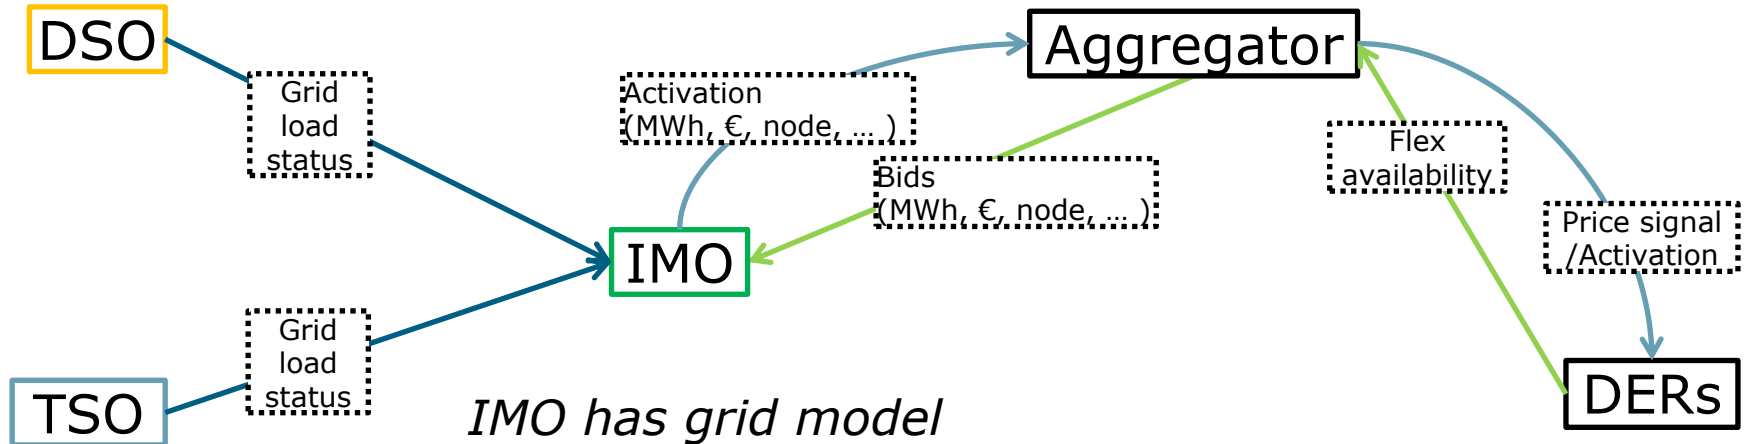 DSO
Grid
load
status
Activation
(MWh, €, node, … )
Aggregator
Bids
(MWh, €, node, … )
Flex
availability
Price signal
/Activation
IMO
Grid
load
status
TSO
IMO has grid model
DERs